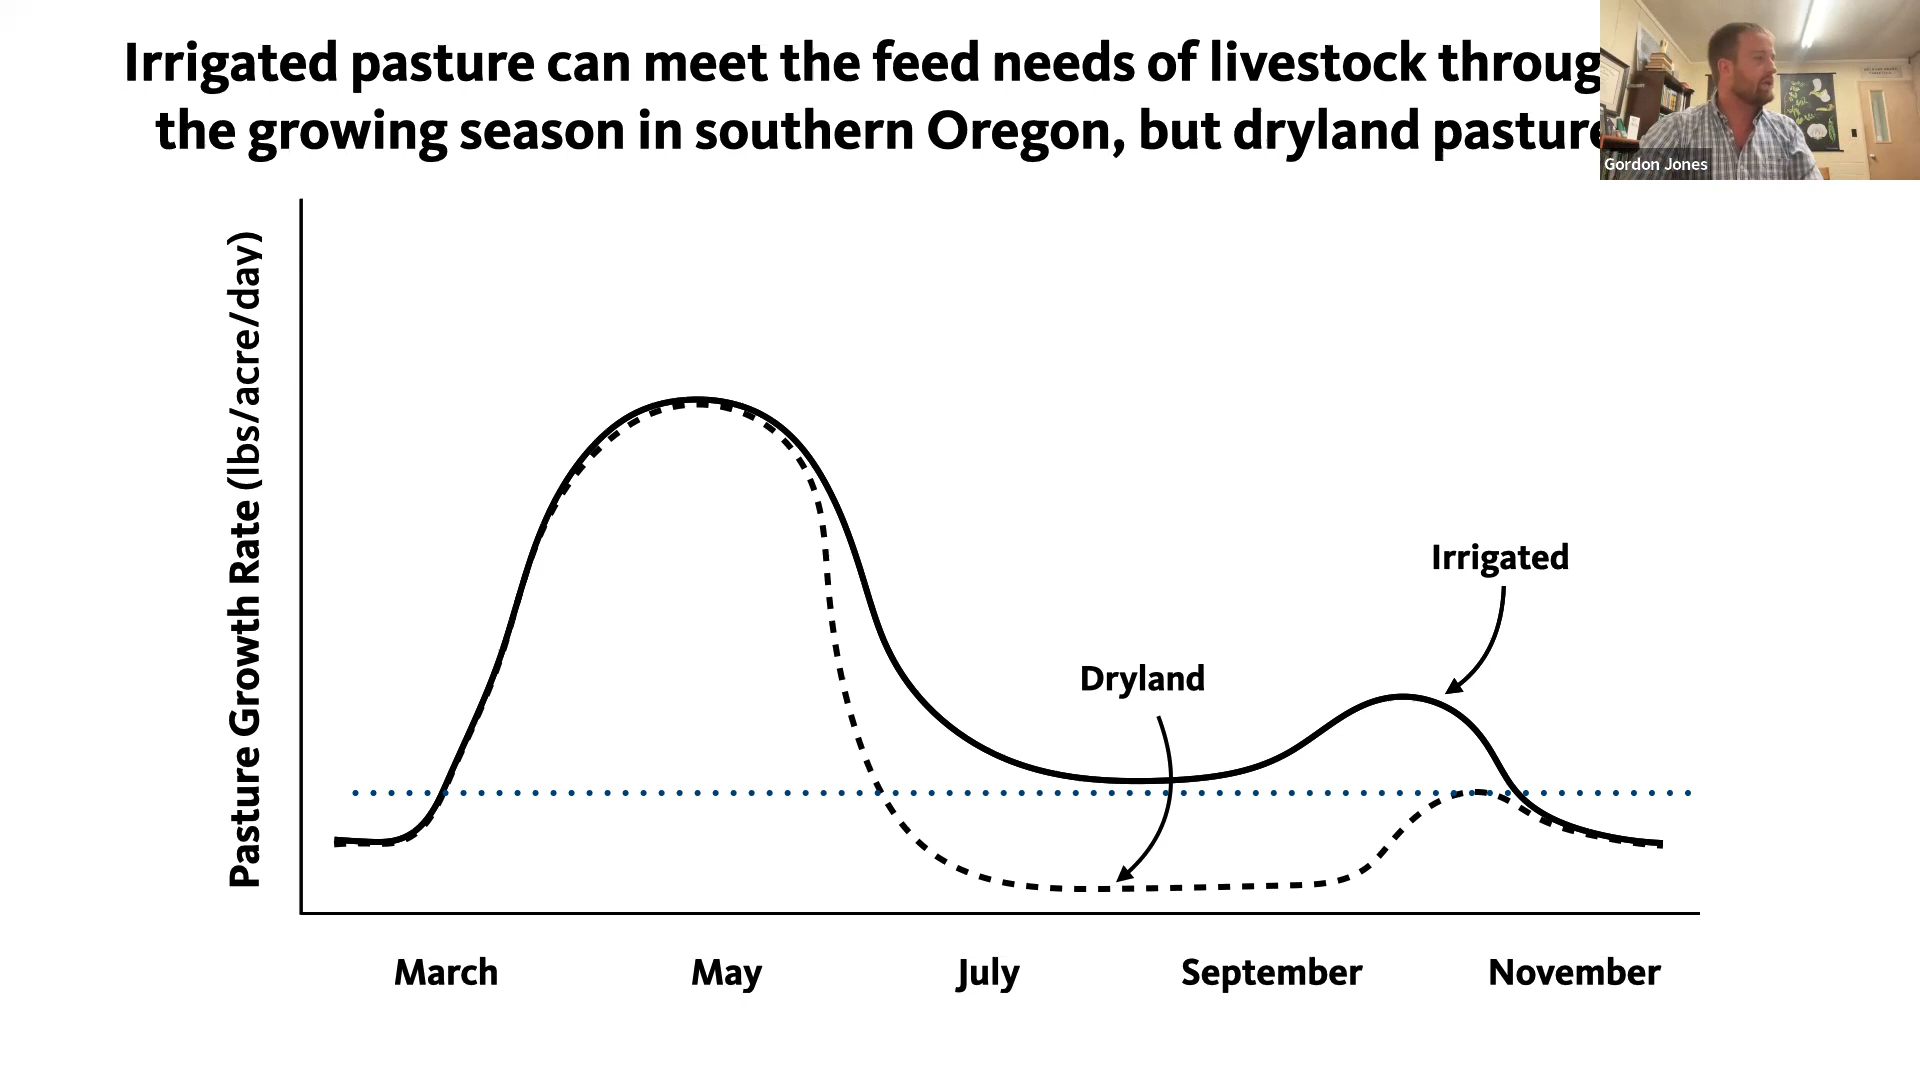 Irrigated pasture can meet the feed needs of livestock throug
the growing season in southern Oregon, but dryland pasture
Gordon Jones
Pasture Growth Rate (lbs/acre/day)
Irrigated
Dryland
March
May
July
September
November